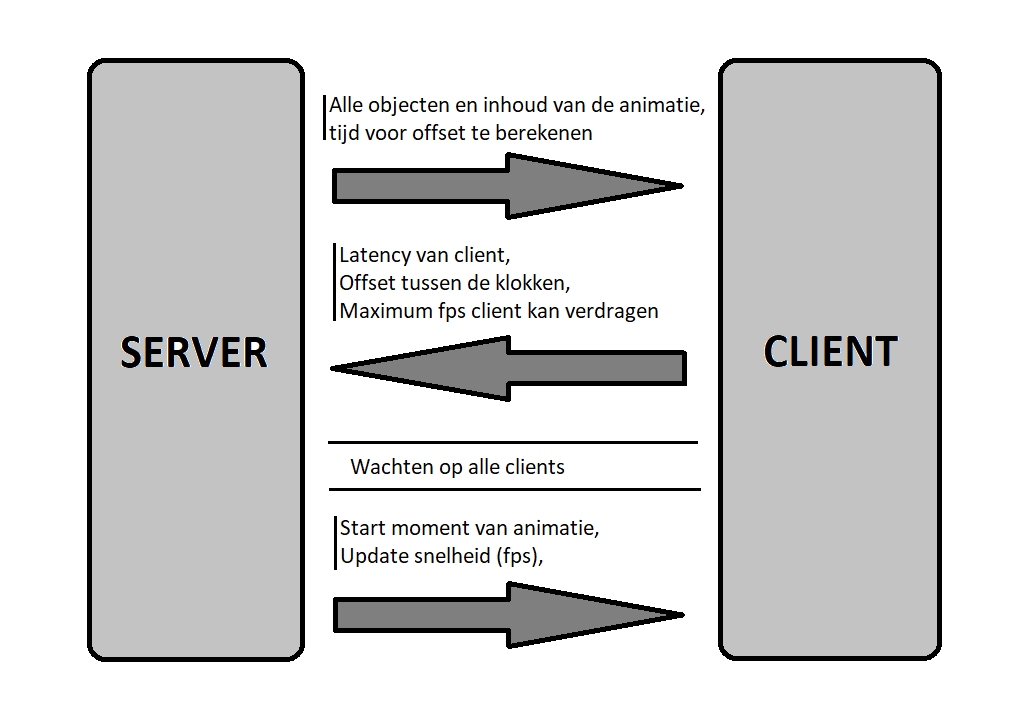 Alle objecten en inhoud van de animatie,
tijd voor offset te berekenen
Latency van client,
Offset tussen de klokken,
Maximum fps client kan verdragen
SERVER
CLIENT
Wachten op alle clients
Start moment van animatie,
Update snelheid (fps),